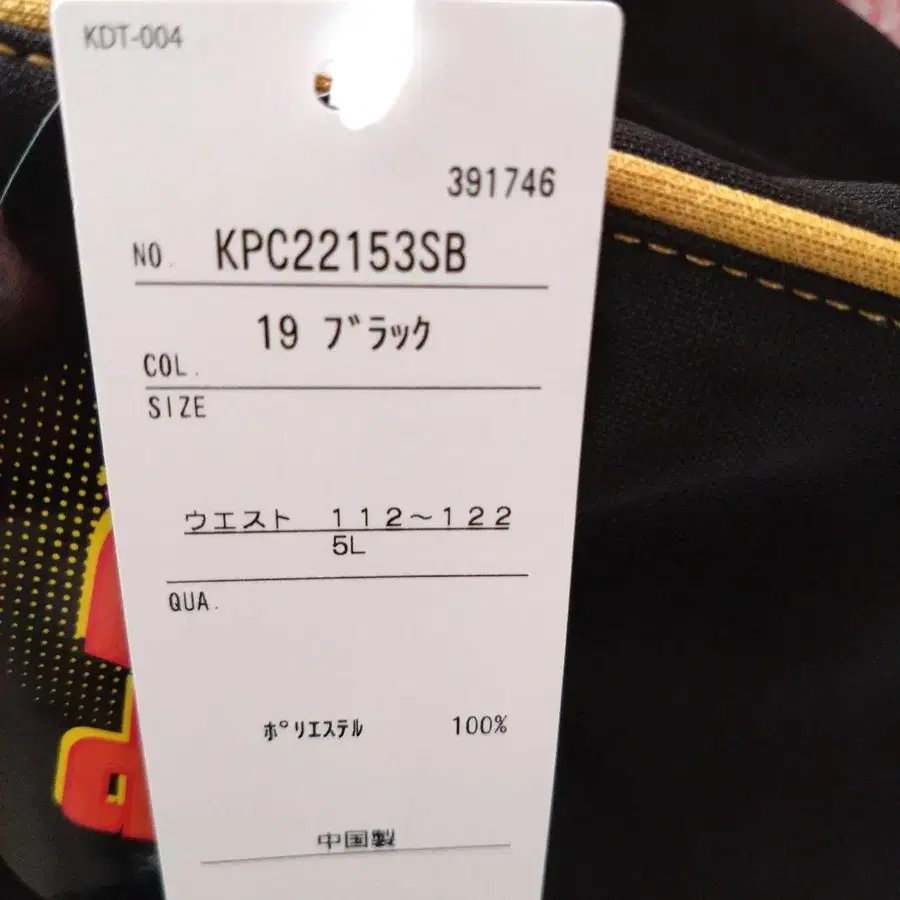 KDT-004
391746
NO. KPC22153SB
19 ﾌﾞﾗｯｸ
COL.
SIZE
ウエスト １１２～１２２
5L
QUA.
ﾎﾟﾘｴｽﾃﾙ 100%
中国製